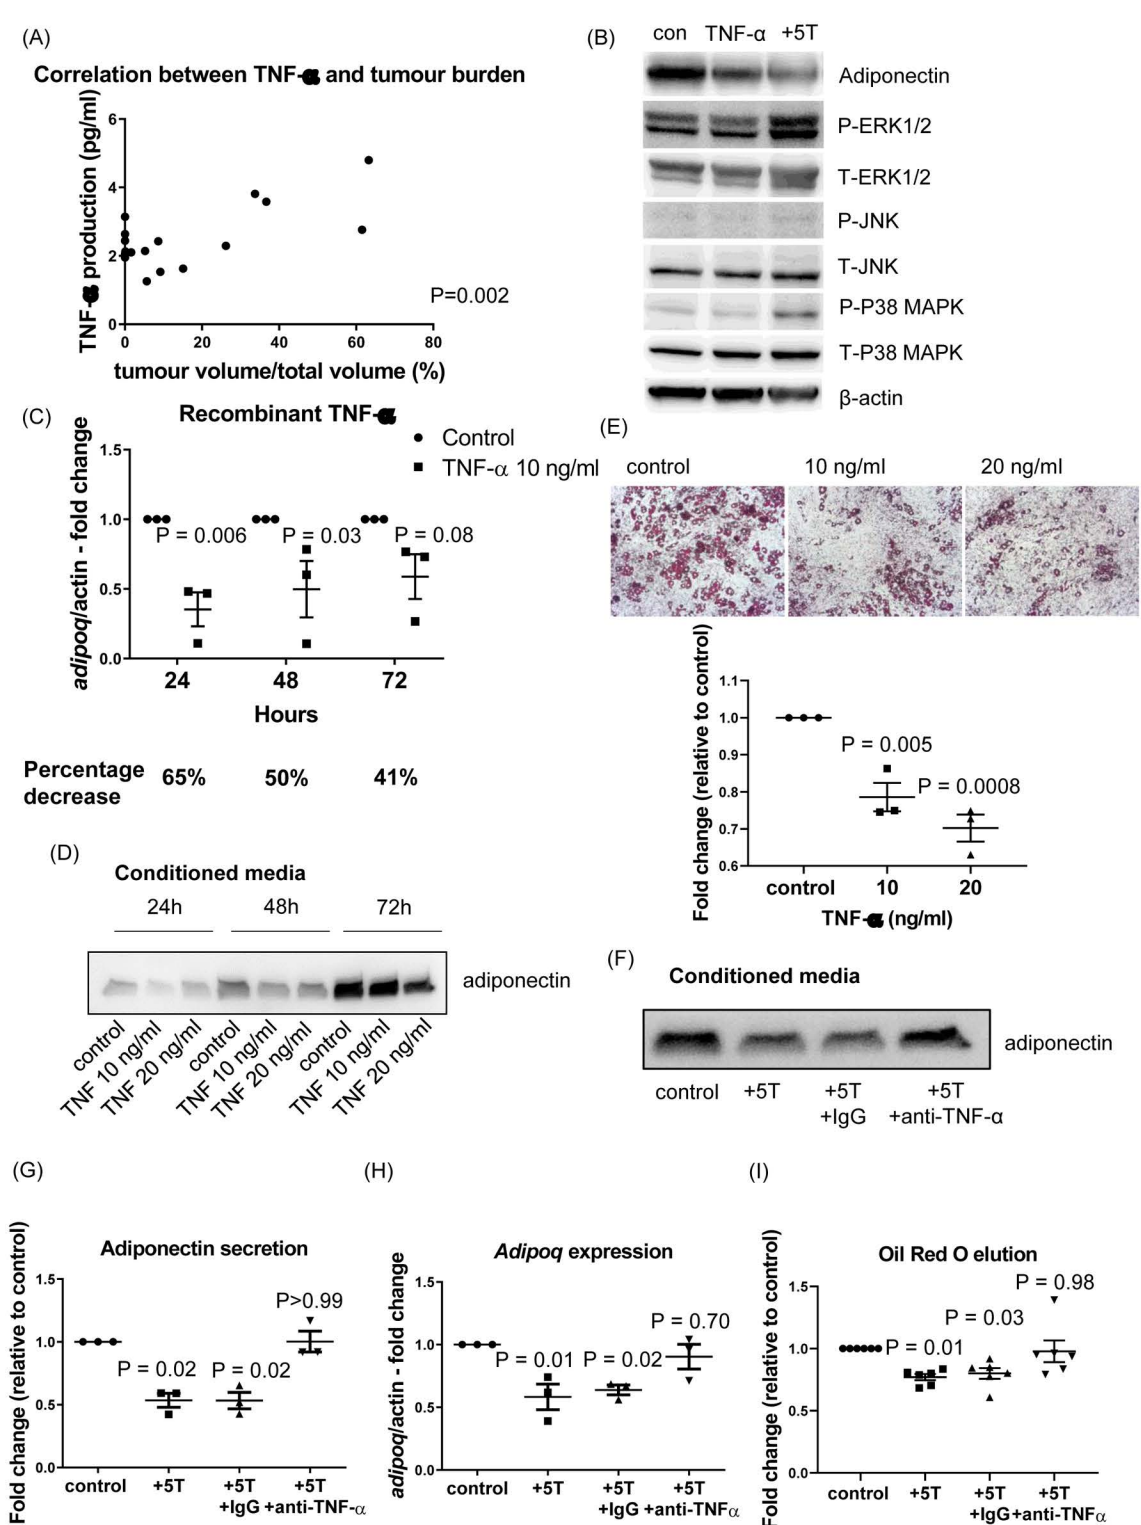 (A)
Correlation between TNF-α and tumour burden
TNF-α production (pg/ml)
6
4
2
0
0 20 40 60 80
P=0.002
tumour volume/total volume (%)
(B)
con TNF-α +5T
Adiponectin
P-ERK1/2
T-ERK1/2
P-JNK
T-JNK
P-P38 MAPK
T-P38 MAPK
β-actin
(C)
Recombinant TNF-α
Control
TNF-α 10 ng/ml
adipoq/actin - fold change
1.5
1.0
0.5
0.0
P = 0.006 P = 0.03 P = 0.08
24 48 72
Hours
Percentage
decrease
65% 50% 41%
(D)
Conditioned media
24h 48h 72h
adiponectin
control
TNF 10 ng/ml
TNF 20 ng/ml
control
TNF 10 ng/ml
TNF 20 ng/ml
control
TNF 10 ng/ml
TNF 20 ng/ml
(E)
control 10 ng/ml 20 ng/ml
Fold change (relative to control)
1.1
1.0
0.9
0.8
0.7
0.6
P = 0.005
P = 0.0008
control 10 20
TNF-α (ng/ml)
(F)
Conditioned media
adiponectin
control +5T +5T +5T
+IgG +anti-TNF-α
(G)
Adiponectin secretion
Fold change (relative to control)
1.5
1.0
0.5
0.0
P>0.99
P = 0.02 P = 0.02
control +5T +5T +5T
+IgG +anti-TNF-α
(H)
Adipoq expression
adipoq/actin - fold change
1.5
1.0
0.5
0.0
P = 0.70
P = 0.01 P = 0.02
control +5T +5T +5T
+IgG +anti-TNFα
(I)
Oil Red O elution
Fold change (relative to control)
1.5
1.0
0.5
0.0
P = 0.98
P = 0.03
P = 0.01
control +5T +5T +5T
+IgG +anti-TNFα